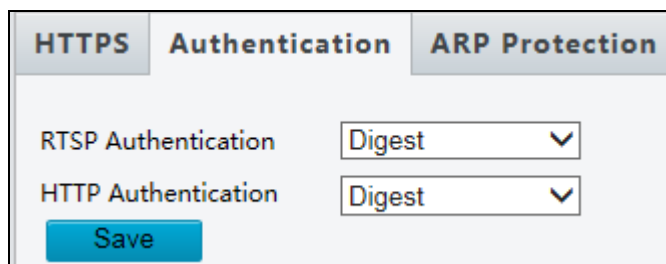 HTTPS Authentication ARP Protection
RTSP Authentication Digest
HTTP Authentication Digest
Save